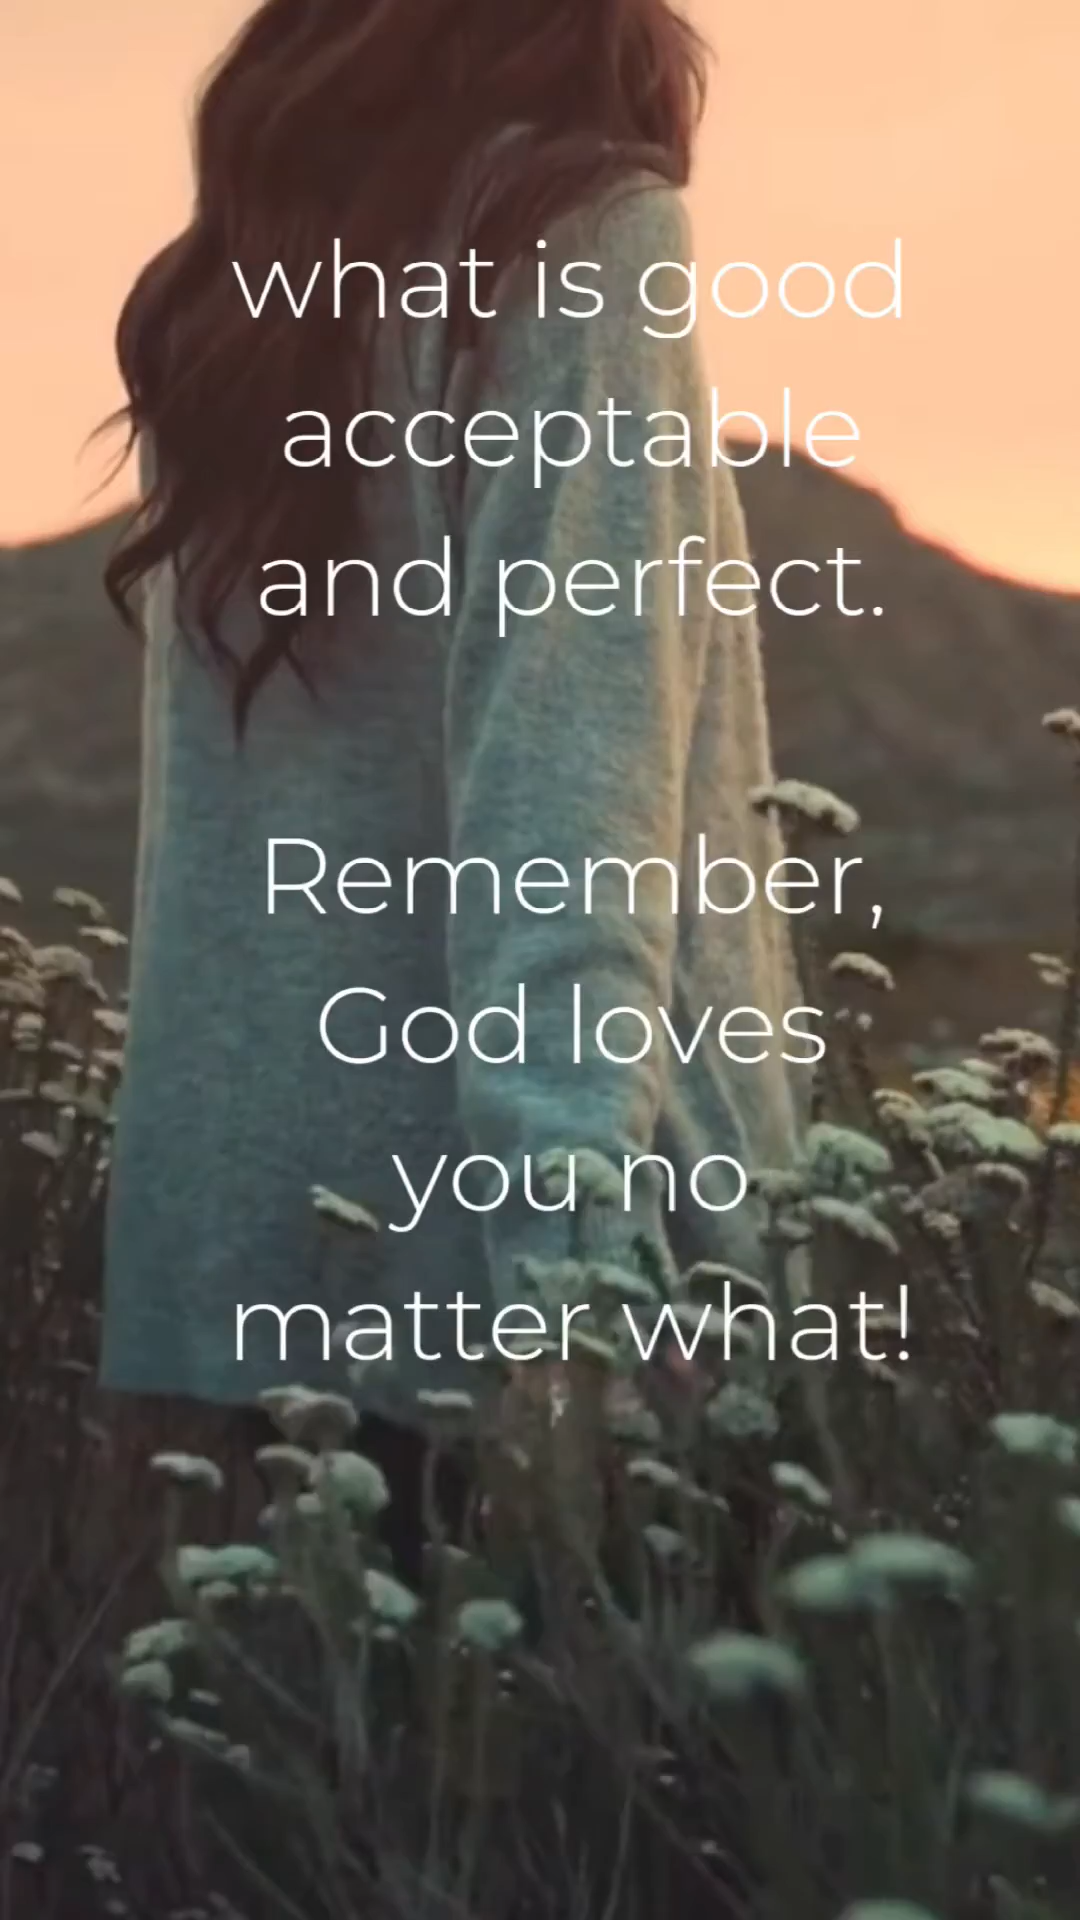 what is good
acceptable
and perfect.
Remember,
God loves
you no
matter what!